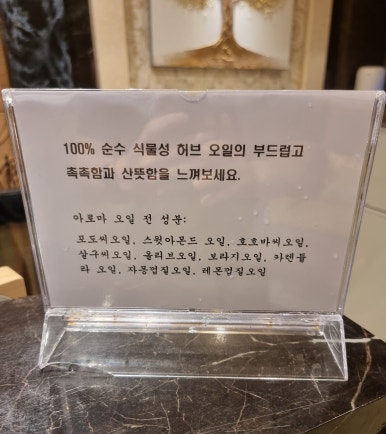 100% 순수 식물성 허브 오일의 부드럽고
촉촉함과 산뜻함을 느껴보세요.
아로마 오일 전 성분:
포도씨오일, 스윗아몬드 오일, 호호바씨오일,
살구씨오일, 올리브오일, 보라지오일, 카렌듈
라 오일, 자몽껍질오일, 레몬껍질오일